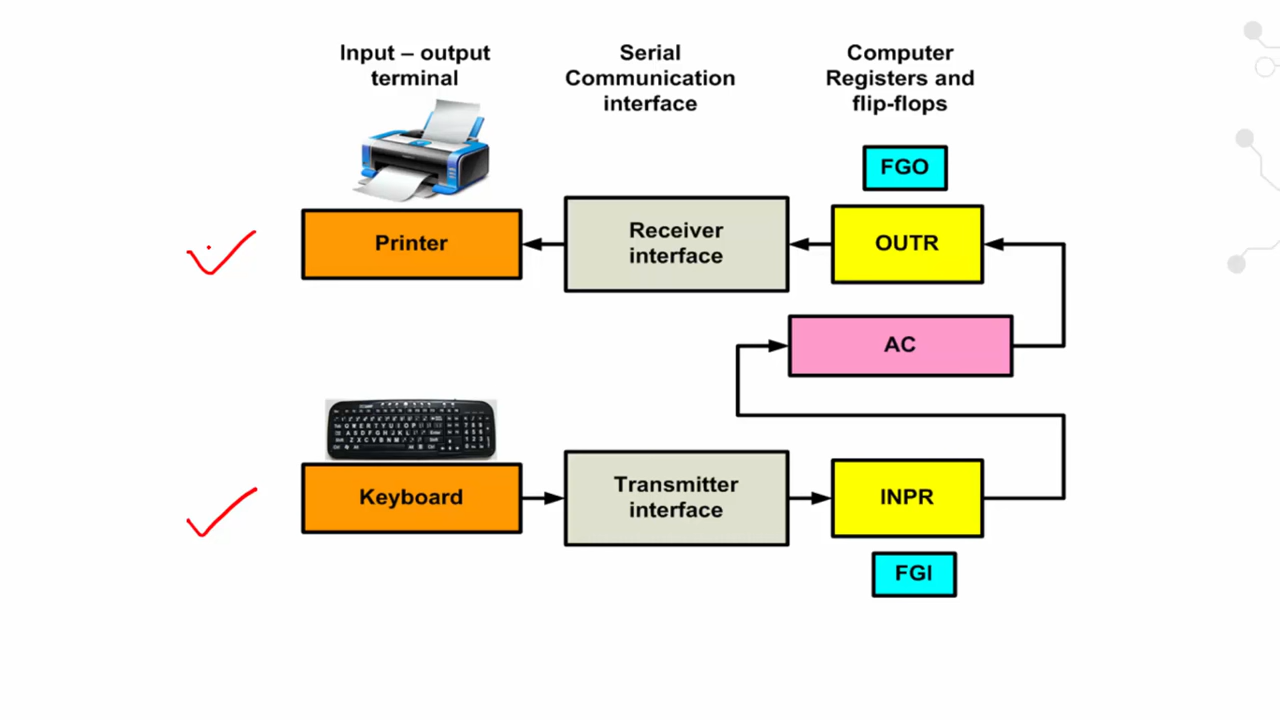 Input – output
terminal
Serial
Communication
interface
Computer
Registers and
flip-flops
FGO
Printer
Receiver
interface
OUTR
AC
Keyboard
Transmitter
interface
INPR
FGI